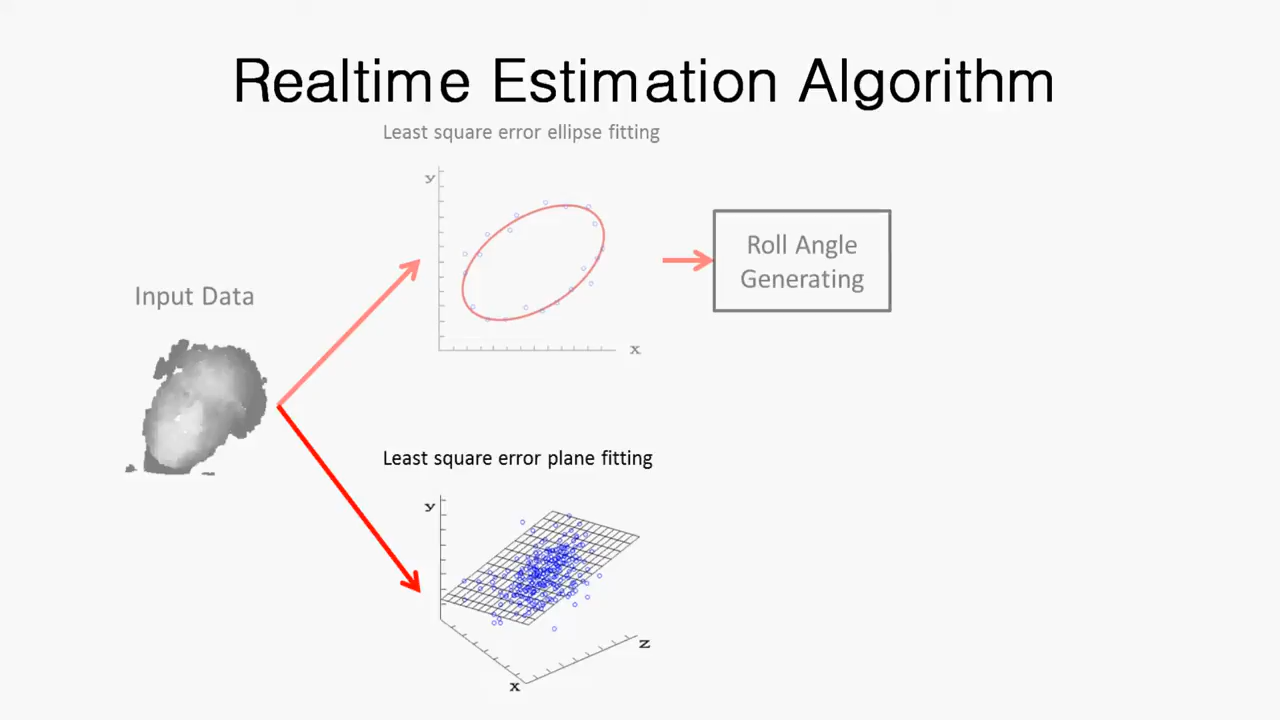 Realtime Estimation Algorithm
Least square error ellipse fitting
y
x
Roll Angle
Generating
Input Data
Least square error plane fitting
y
z
x